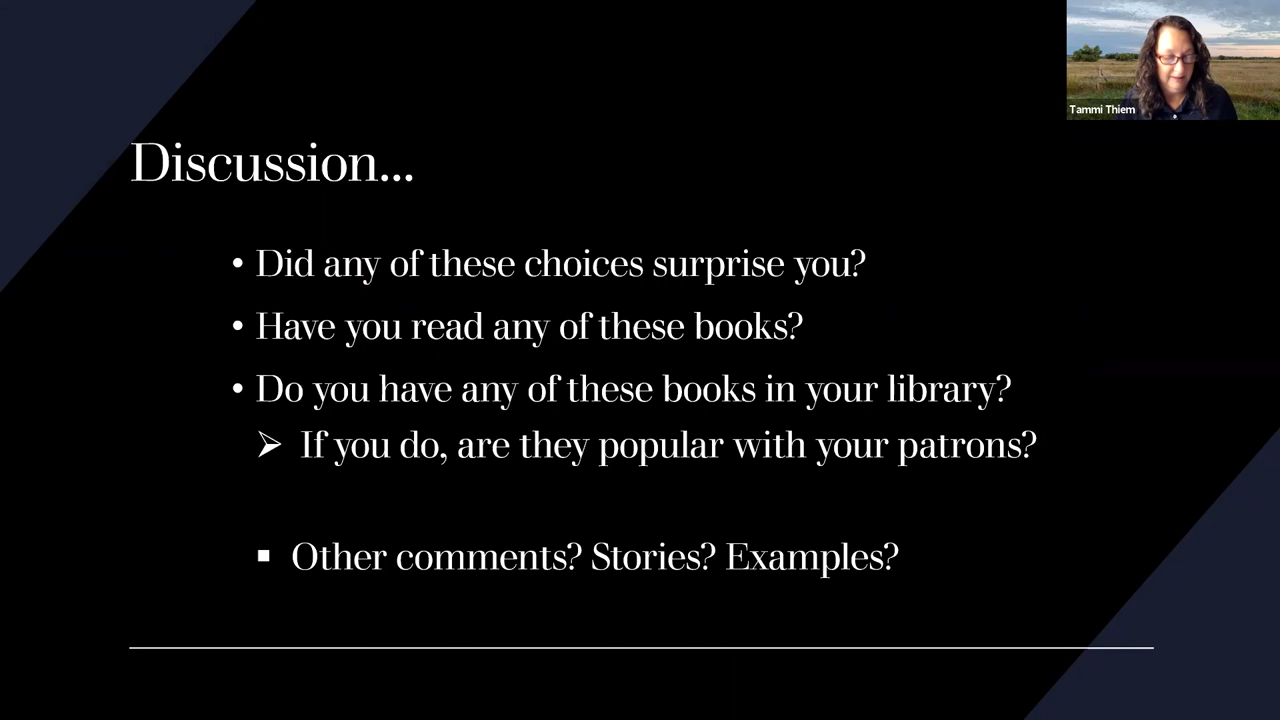 Tammi Thiem
Discussion...
• Did any of these choices surprise you?
• Have you read any of these books?
• Do you have any of these books in your library?
➢ If you do, are they popular with your patrons?
▪ Other comments? Stories? Examples?